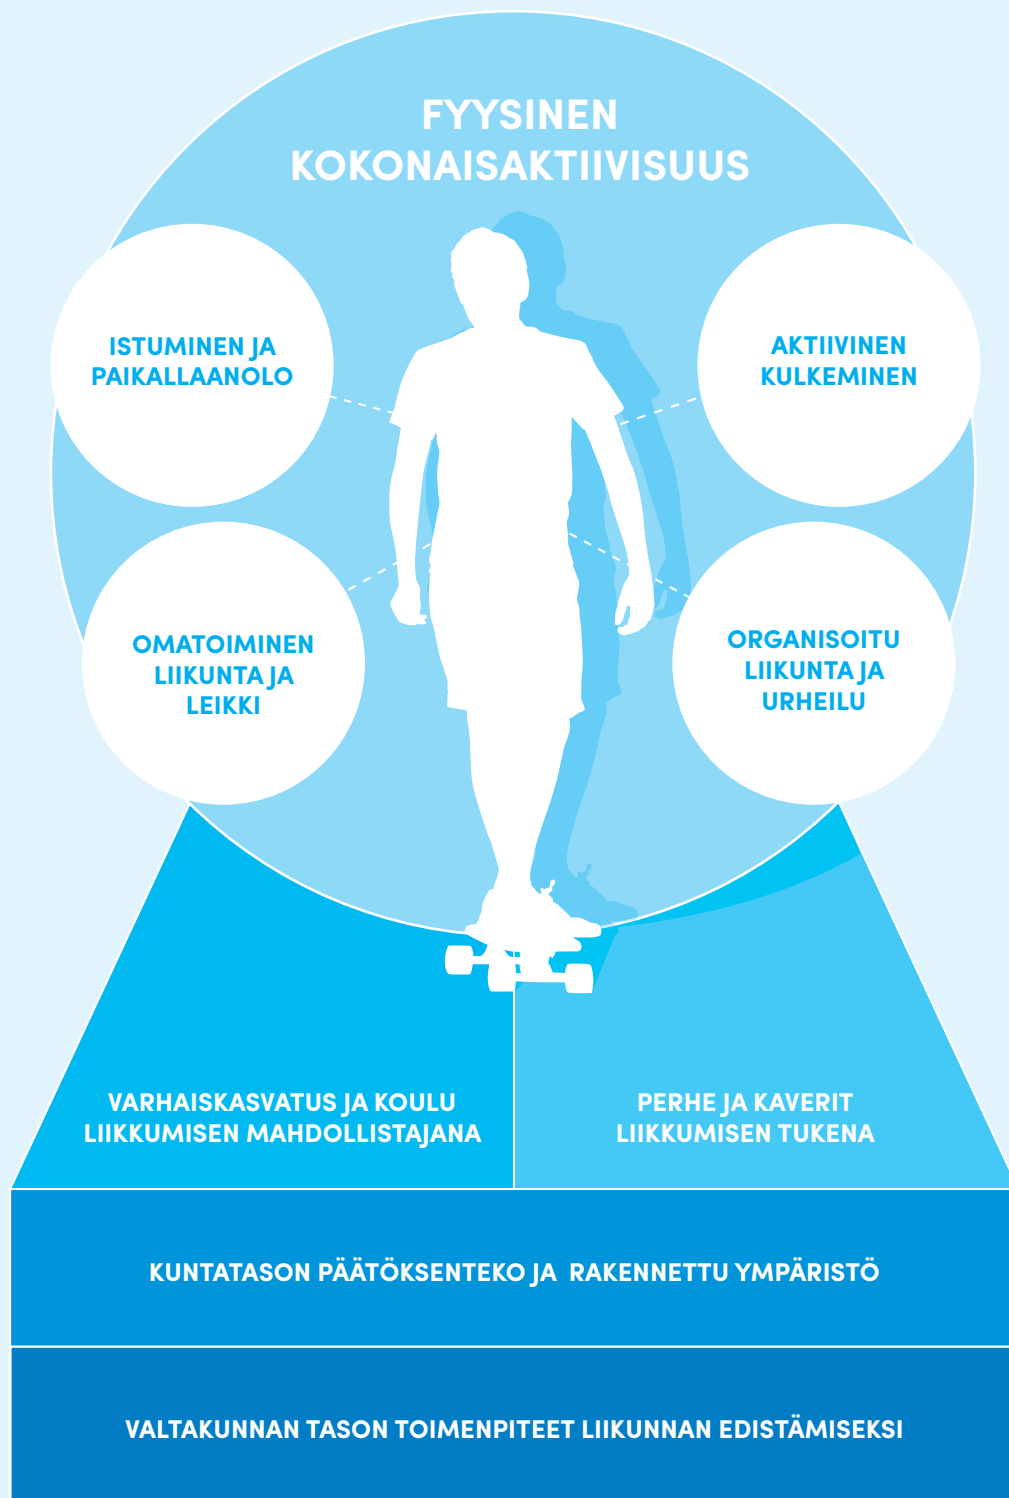 FYYSINEN
KOKONAISAKTIIVISUUS
ISTUMINEN JA
PAIKALLAANOLO
AKTIIVINEN
KULKEMINEN
OMATOIMINEN
LIIKUNTA JA
LEIKKI
ORGANISOITU
LIIKUNTA JA
URHEILU
VARHAISKASVATUS JA KOULU
LIIKKUMISEN MAHDOLLISTAJANA
PERHE JA KAVERIT
LIIKKUMISEN TUKENA
KUNTATASON PÄÄTÖKSENTEKO JA RAKENNETTU YMPÄRISTÖ
VALTAKUNNAN TASON TOIMENPITEET LIIKUNNAN EDISTÄMISEKSI